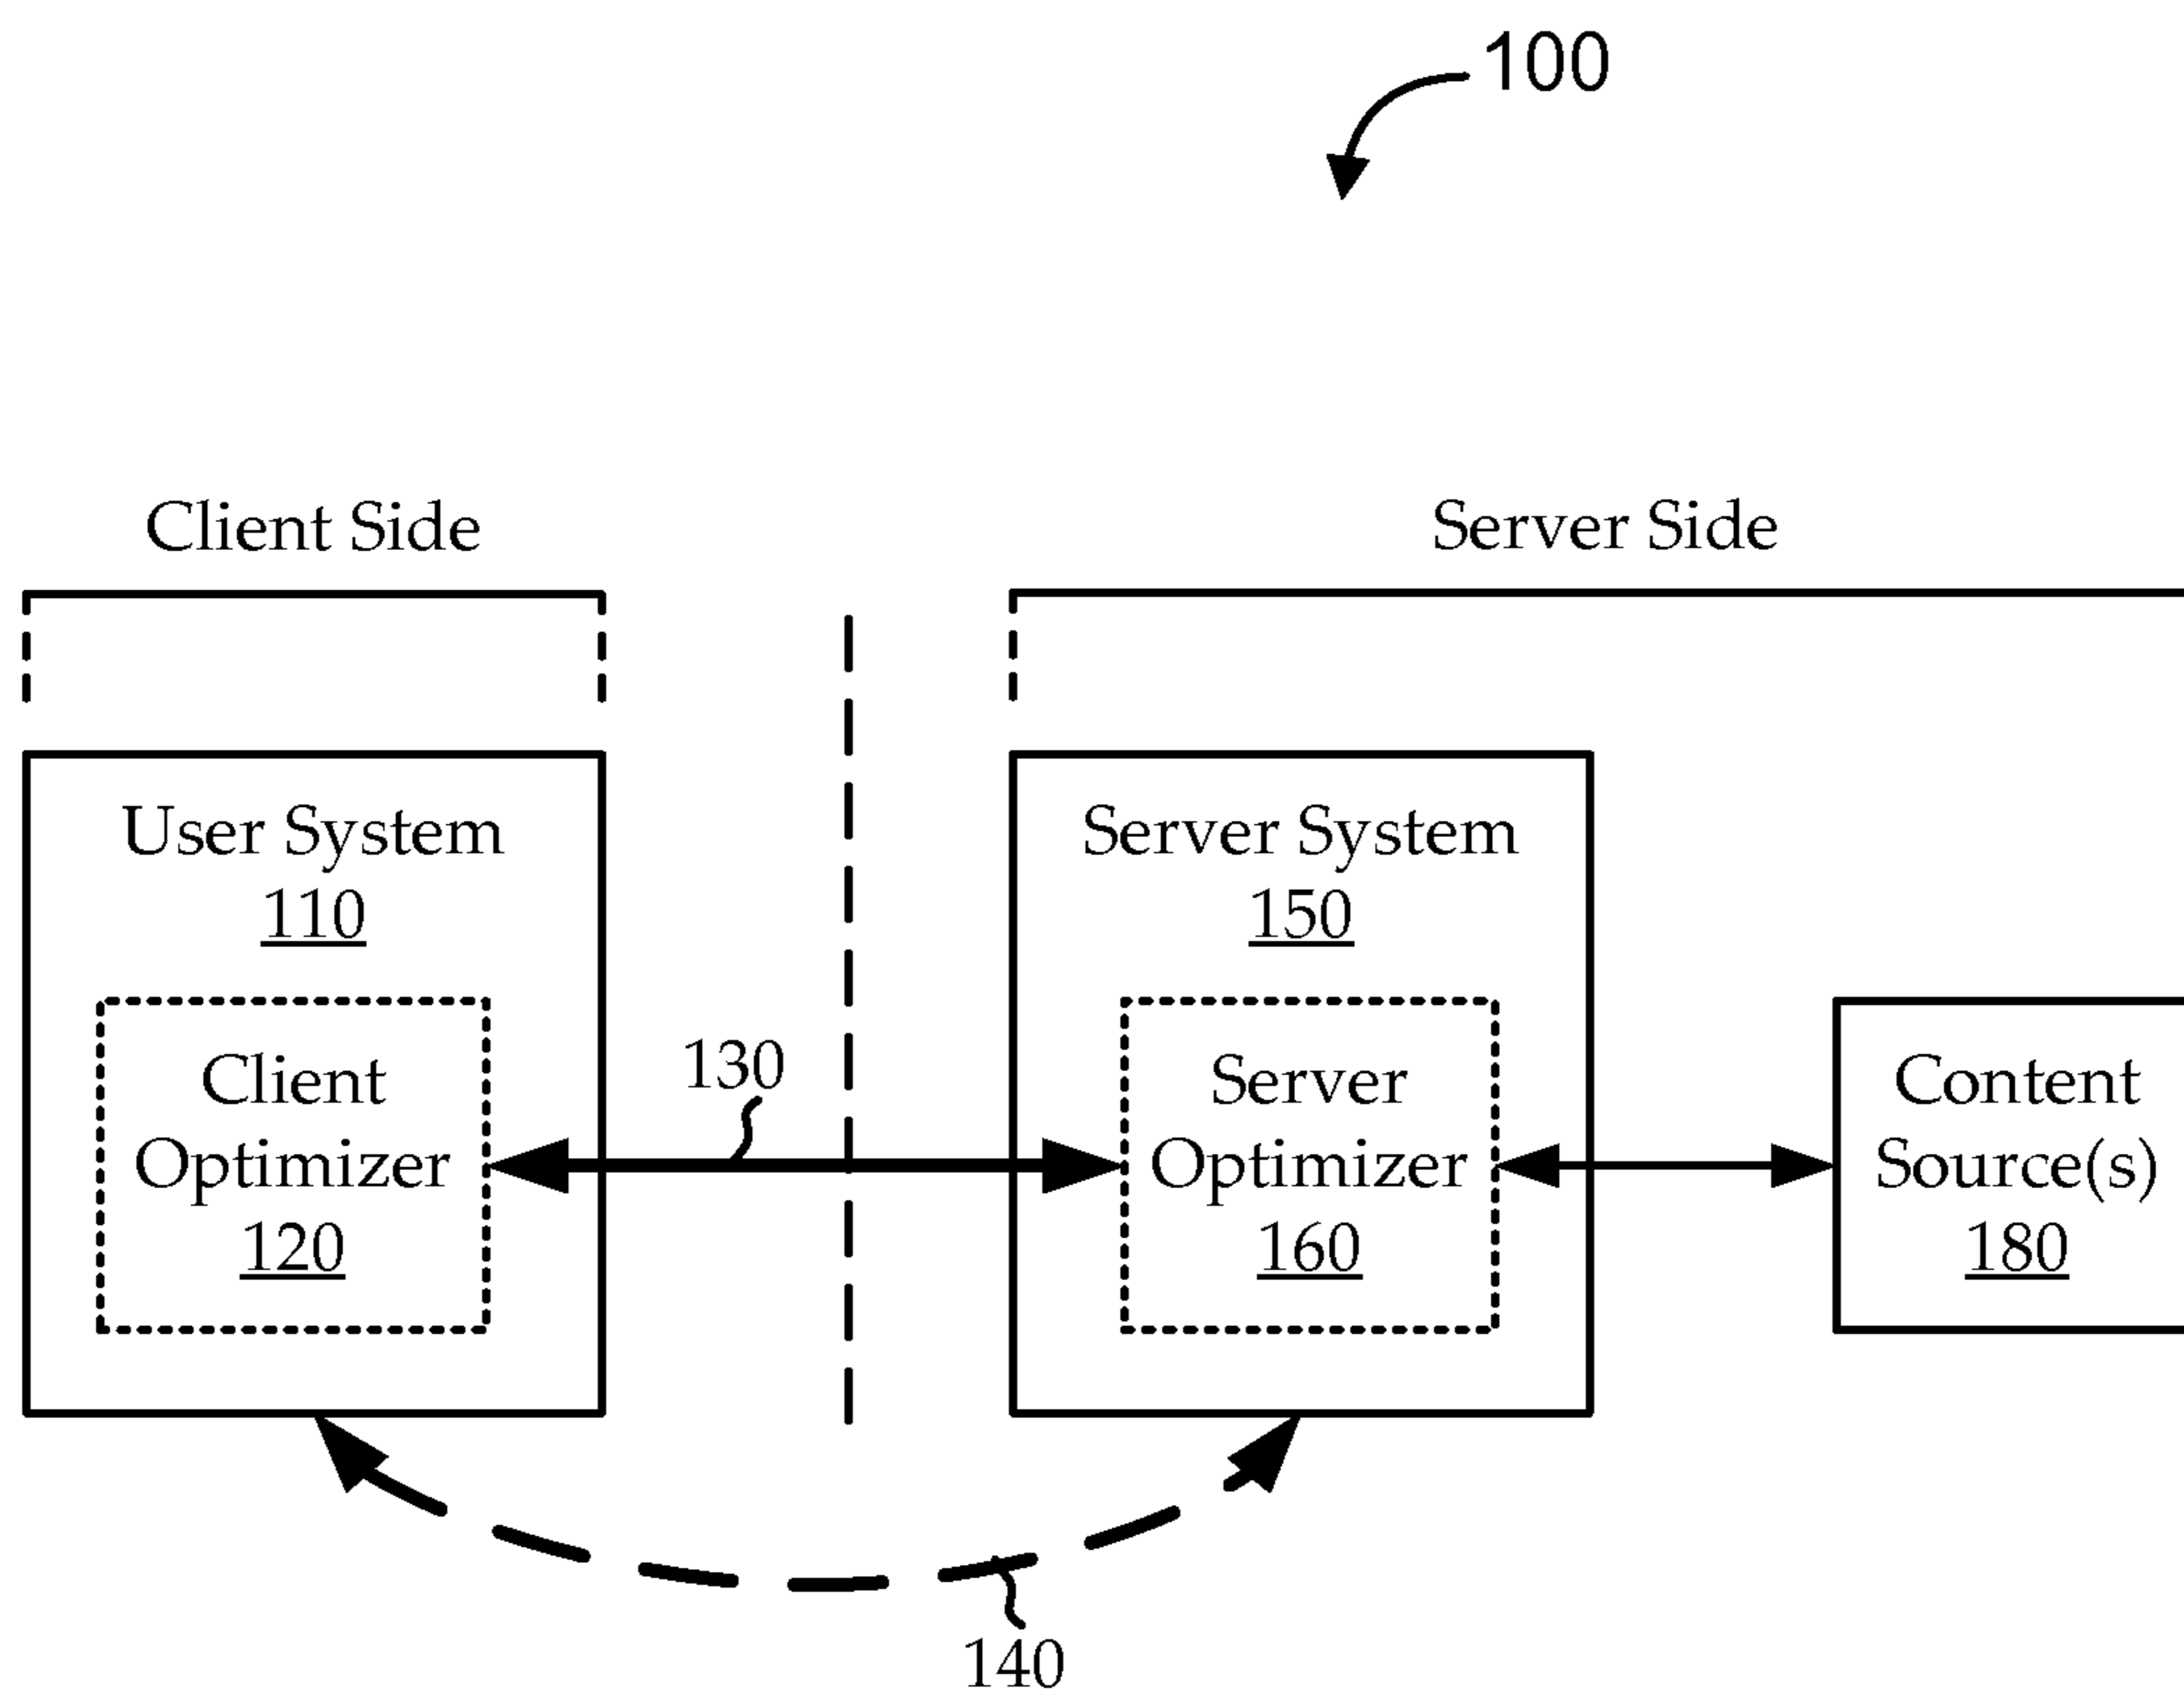 100
Client Side
Server Side
User System
110
Server System
150
Client
Optimizer
120
130
Server
Optimizer
160
Content
Source(s)
180
140